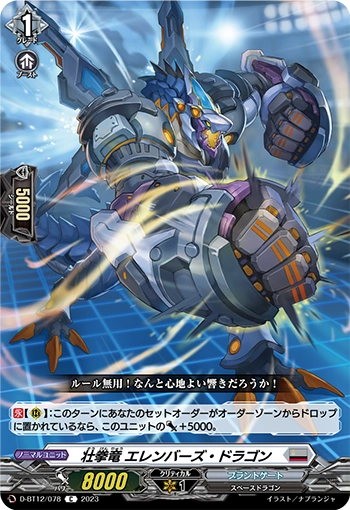 1
グレード
ブースト
5000
シールド
ルール無用！なんと心地よい響きだろうか！
【R】：このターンにあなたのセットオーダーがオーダーゾーンからドロップ
に置かれているなら、このユニットの+5000。
ノーマルユニット
壮拳竜 エレンバーズ・ドラゴン
パワー 8000
クリティカル
1
ブラントゲート
スペースドラゴン
D-BT12/078 C 2023
イラスト/ナブランジャ